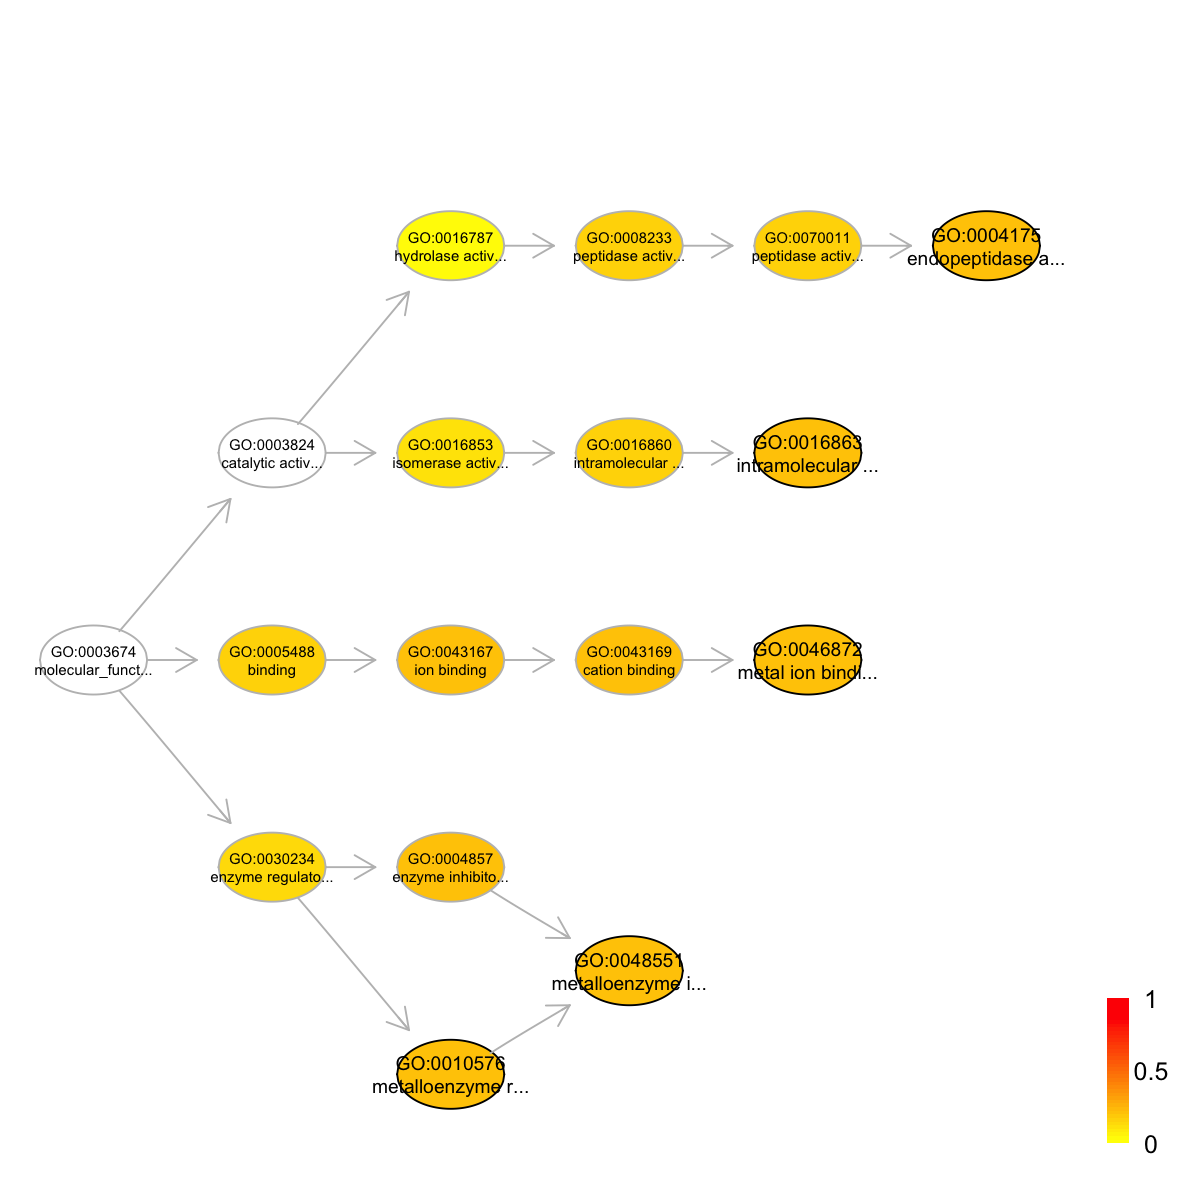 GO:0016787
hydrolase activ...
GO:0008233
peptidase activ...
GO:0070011
peptidase activ...
GO:0004175
endopeptidase a...
GO:0003824
catalytic activ...
GO:0016853
isomerase activ...
GO:0016860
intramolecular ...
GO:0016863
intramolecular ...
GO:0003674
molecular_funct...
GO:0005488
binding
GO:0043167
ion binding
GO:0043169
cation binding
GO:0046872
metal ion bindi...
GO:0030234
enzyme regulato...
GO:0004857
enzyme inhibito...
GO:0048551
metalloenzyme i...
GO:0010576
metalloenzyme r...
1
0.5
0